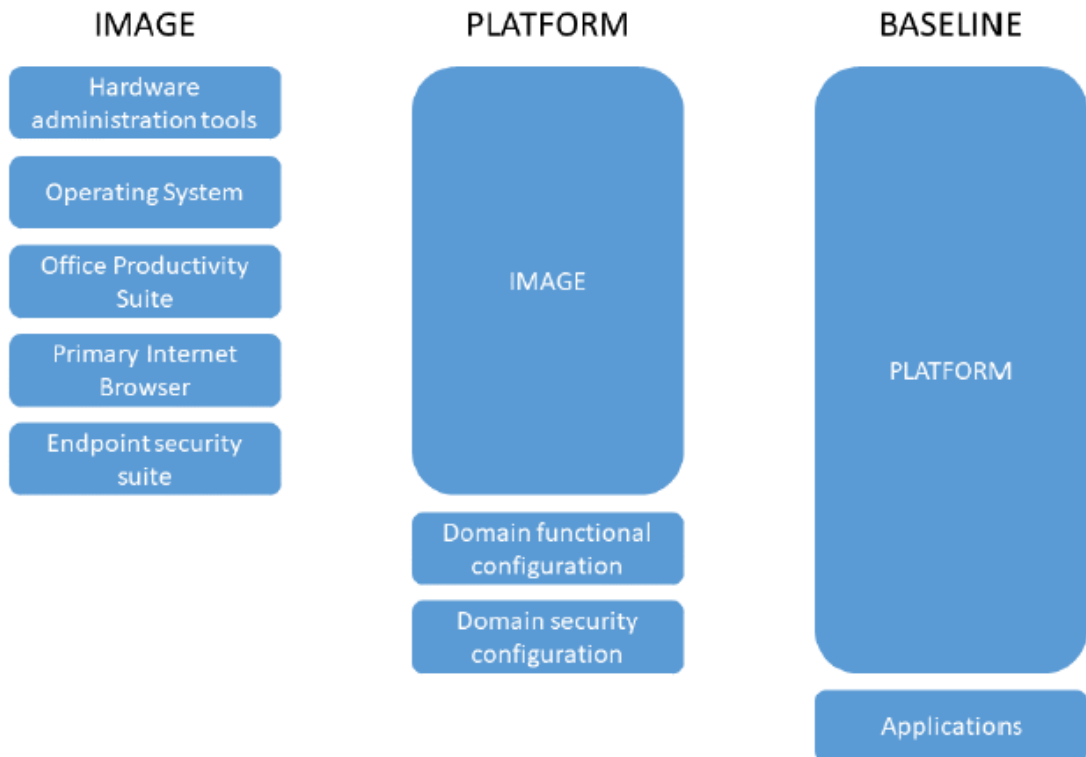 IMAGE
Hardware
administration tools
Operating System
Office Productivity
Suite
Primary Internet
Browser
Endpoint security
suite
PLATFORM
IMAGE
Domain functional
configuration
Domain security
configuration
BASELINE
PLATFORM
Applications